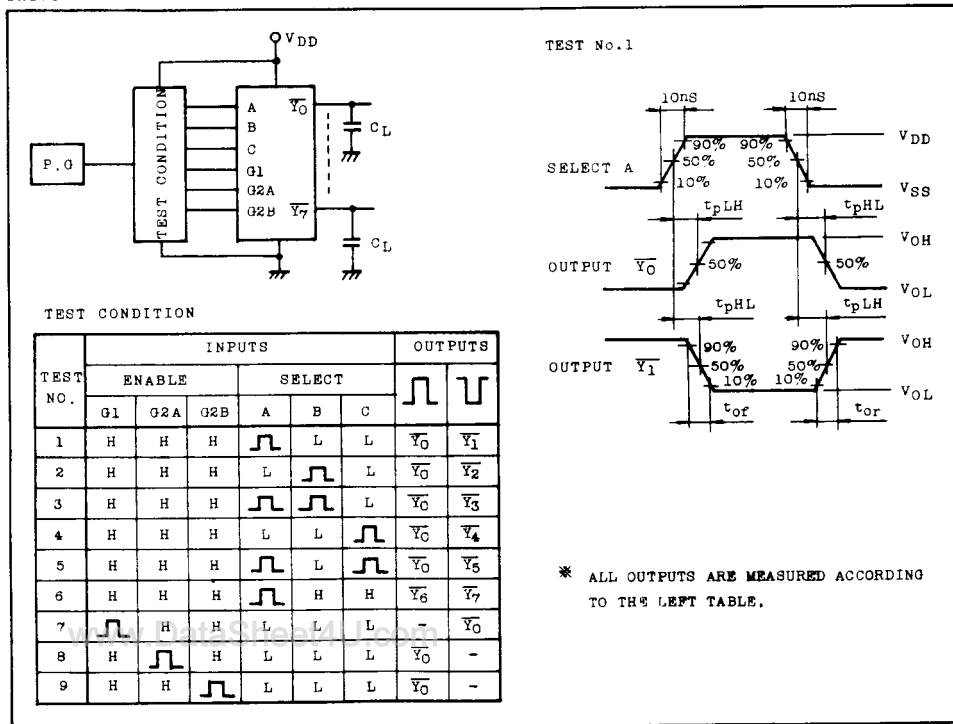 V DD
TEST CONDITION
P.G
A Y0
B
C
G1
G2A
G2B Y7
CL
CL
TEST No.1
10nS 10nS
VDD
90% 90%
SELECT A 50% 50%
10% 10%
VSS
tpLH tpHL
VOH
OUTPUT Y0 50% 50%
VOL
tpHL tpLH
VOH
90% 90%
OUTPUT Y1 50% 50%
10% 10%
VOL
tof tor
TEST CONDITION
TEST NO. INPUTS OUTPUTS
ENABLE SELECT
G1 G2A G2B A B C
1 H H H L L Y0 Y1
2 H H H L L Y0 Y2
3 H H H L Y0 Y3
4 H H H L L Y0 Y4
5 H H H L Y0 Y5
6 H H H H H Y6 Y7
7 H H L L L - Y0
8 H H L L L Y0 -
9 H H L L L Y0 -
※ ALL OUTPUTS ARE MEASURED ACCORDING
TO THE LEFT TABLE.
www.DataSheet4U.com